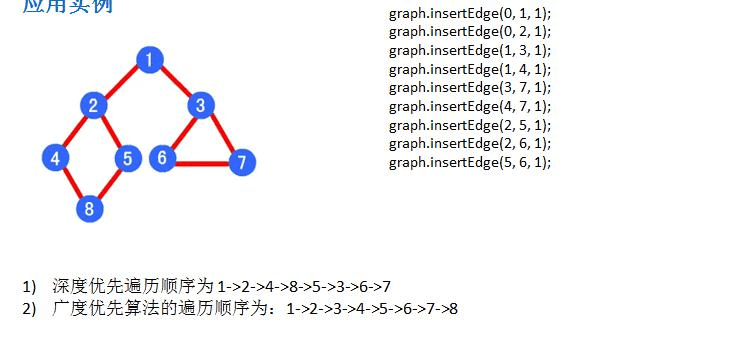 应用实例
1
2
3
4
5
6
7
8
graph.insertEdge(0, 1, 1);
graph.insertEdge(0, 2, 1);
graph.insertEdge(1, 3, 1);
graph.insertEdge(1, 4, 1);
graph.insertEdge(3, 7, 1);
graph.insertEdge(4, 7, 1);
graph.insertEdge(2, 5, 1);
graph.insertEdge(2, 6, 1);
graph.insertEdge(5, 6, 1);
1) 深度优先遍历顺序为 1->2->4->8->5->3->6->7
2) 广度优先算法的遍历顺序为：1->2->3->4->5->6->7->8